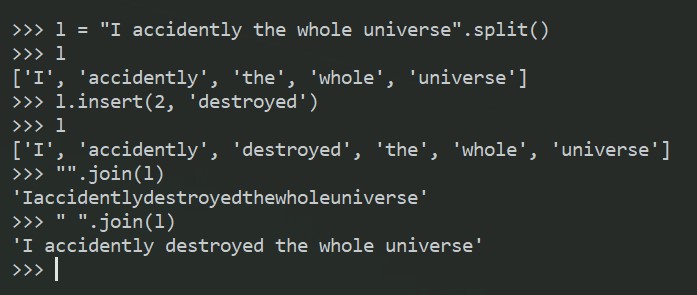 >>> l = "I accidently the whole universe".split()
>>> l
['I', 'accidently', 'the', 'whole', 'universe']
>>> l.insert(2, 'destroyed')
>>> l
['I', 'accidently', 'destroyed', 'the', 'whole', 'universe']
>>> "".join(l)
'Iaccidentlydestroyedthewholeuniverse'
>>> " ".join(l)
'I accidently destroyed the whole universe'
>>>